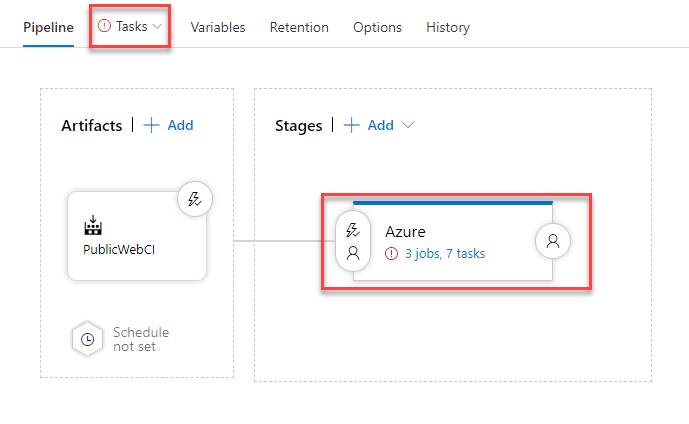 Pipeline Tasks Variables Retention Options History
Artifacts | Add Stages | Add
Azure
3 jobs, 7 tasks
PublicWebCI
Schedule
not set